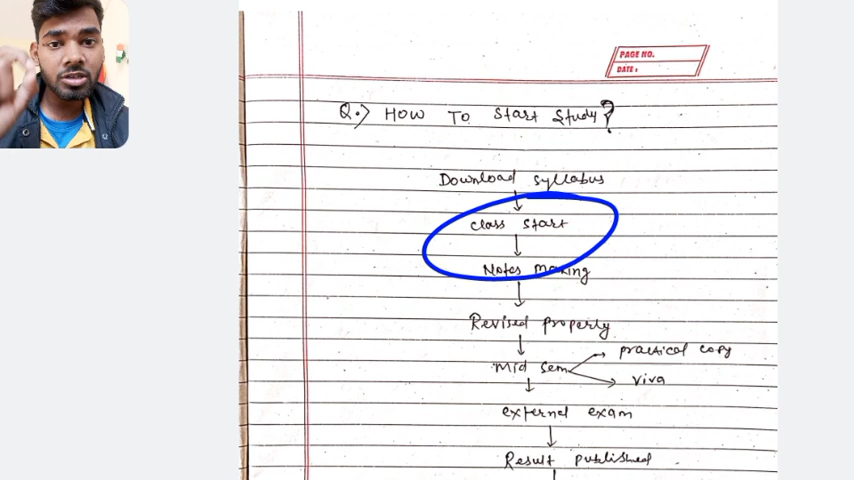 PAGE NO.
DATE :
Q.) HOW TO Start Study?
Download syllabus
class start
Notes making
Revised property
Mid sem
practical copy
viva
external exam
Result published